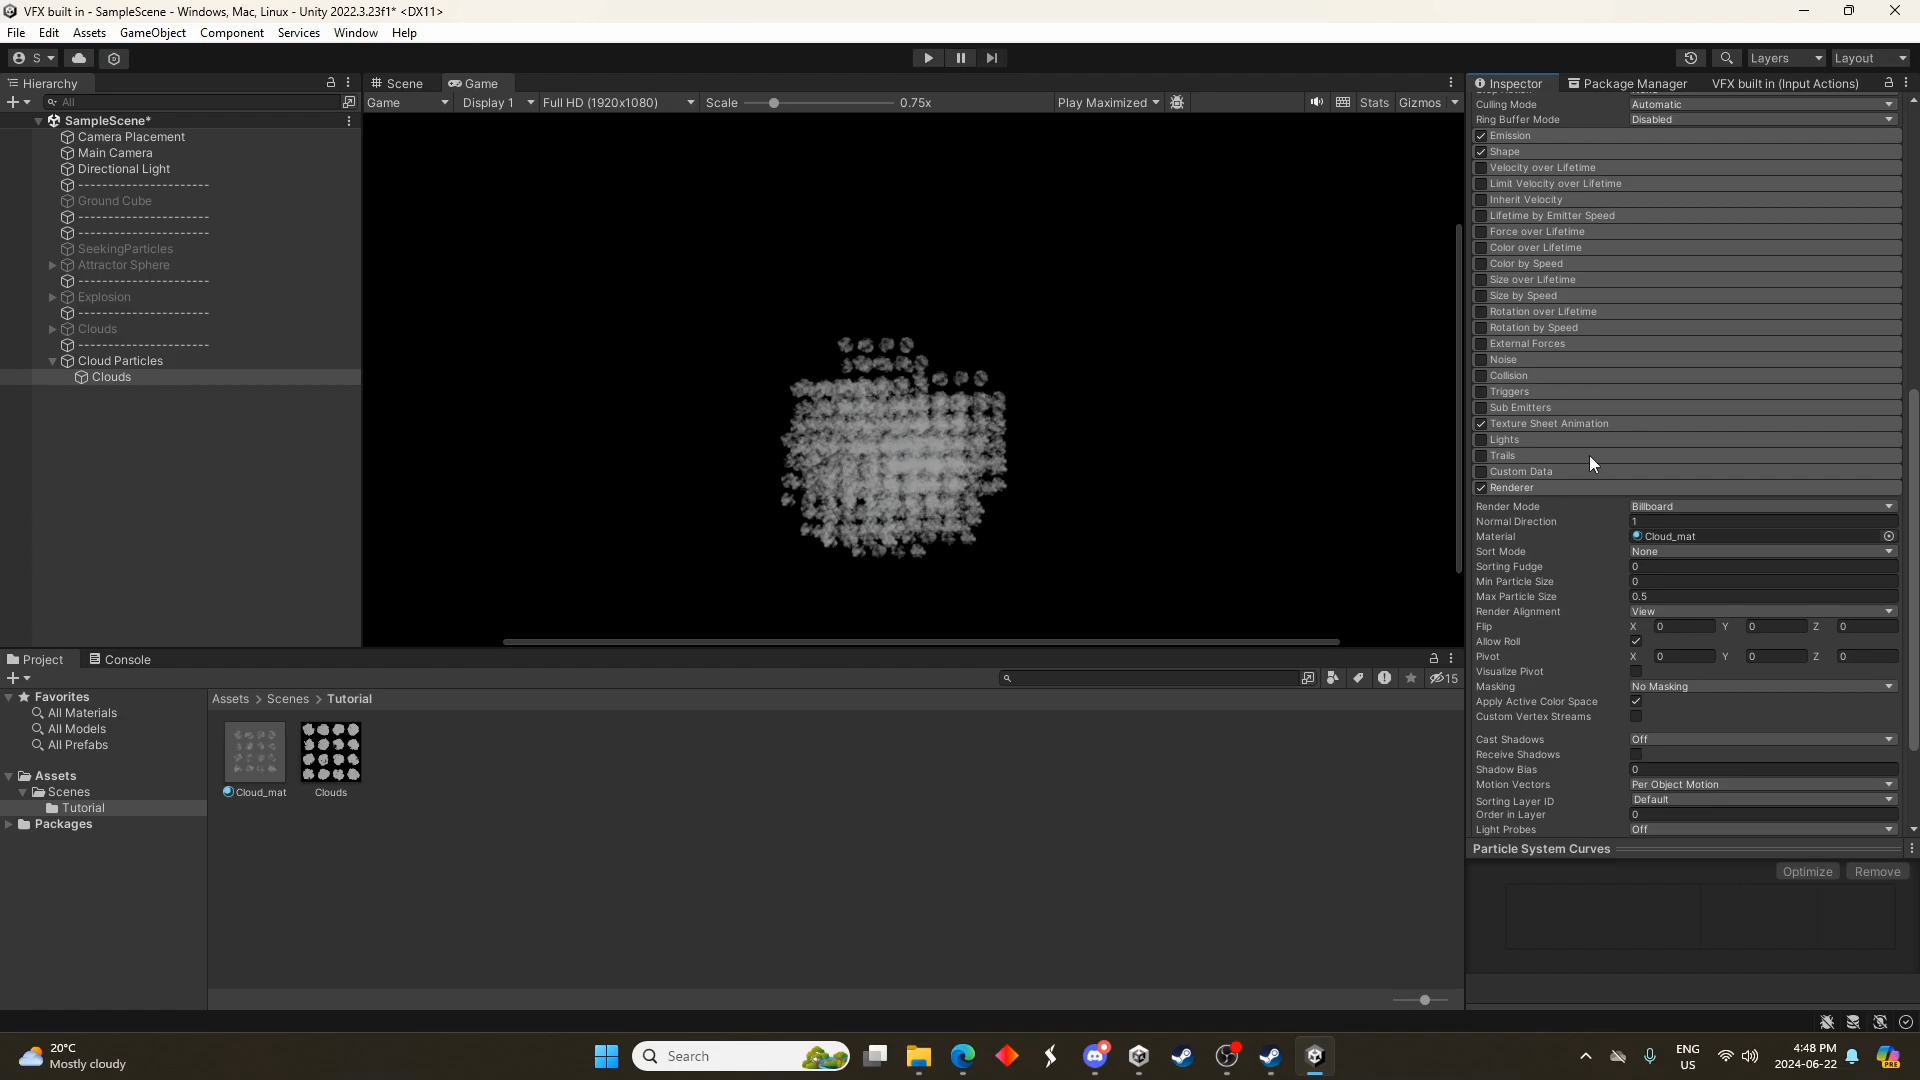 VFX built in - SampleScene - Windows, Mac, Linux - Unity 2022.3.23f1* <DX11>
File Edit Assets GameObject Component Services Window Help
S Layers Layout
Hierarchy
All
SampleScene*
Camera Placement
Main Camera
Directional Light
----------------------
Ground Cube
----------------------
----------------------
SeekingParticles
Attractor Sphere
----------------------
Explosion
----------------------
Clouds
----------------------
Cloud Particles
Clouds
Scene Game
Game Display 1 Full HD (1920x1080) Scale 0.75x Play Maximized Stats Gizmos
Inspector Package Manager VFX built in (Input Actions)
Culling Mode Automatic
Ring Buffer Mode Disabled
Emission
Shape
Velocity over Lifetime
Limit Velocity over Lifetime
Inherit Velocity
Lifetime by Emitter Speed
Force over Lifetime
Color over Lifetime
Color by Speed
Size over Lifetime
Size by Speed
Rotation over Lifetime
Rotation by Speed
External Forces
Noise
Collision
Triggers
Sub Emitters
Texture Sheet Animation
Lights
Trails
Custom Data
Renderer
Render Mode Billboard
Normal Direction 1
Material Cloud_mat
Sort Mode None
Sorting Fudge 0
Min Particle Size 0
Max Particle Size 0.5
Render Alignment View
Flip X 0 Y 0 Z 0
Allow Roll
Pivot X 0 Y 0 Z 0
Visualize Pivot
Masking No Masking
Apply Active Color Space
Custom Vertex Streams
Cast Shadows Off
Receive Shadows
Shadow Bias 0
Motion Vectors Per Object Motion
Sorting Layer ID Default
Order in Layer 0
Light Probes Off
Particle System Curves
Optimize Remove
Project Console
15
Favorites
All Materials
All Models
All Prefabs
Assets
Scenes
Tutorial
Packages
Assets > Scenes > Tutorial
Cloud_mat Clouds
20°C
Mostly cloudy
Search
ENG
US
4:48 PM
2024-06-22
PRE